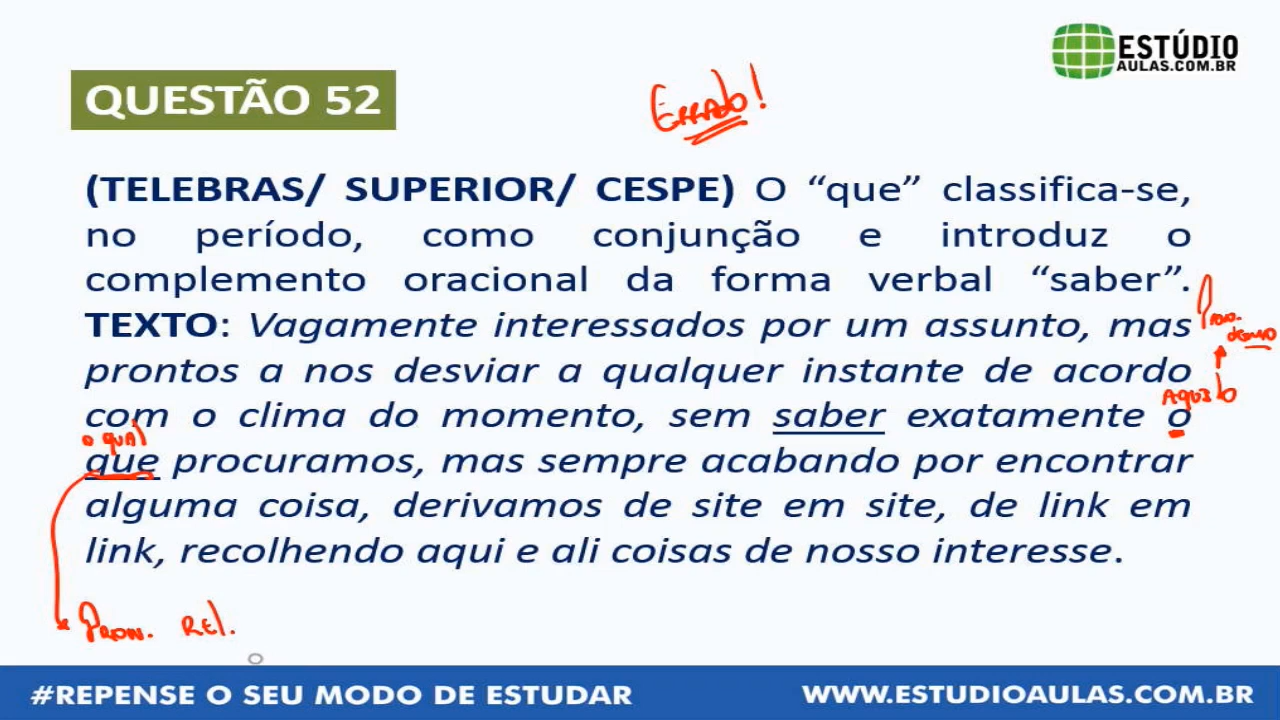 ESTÚDIO
AULAS.COM.BR
QUESTÃO 52
Errado!
(TELEBRAS/ SUPERIOR/ CESPE) O “que” classifica-se,
no período, como conjunção e introduz o
complemento oracional da forma verbal “saber”.
TEXTO: Vagamente interessados por um assunto, mas
prontos a nos desviar a qualquer instante de acordo
com o clima do momento, sem saber exatamente o
que procuramos, mas sempre acabando por encontrar
alguma coisa, derivamos de site em site, de link em
link, recolhendo aqui e ali coisas de nosso interesse.
Aquilo
o qual
Pron. Rel.
#REPENSE O SEU MODO DE ESTUDAR
WWW.ESTUDIOAULAS.COM.BR